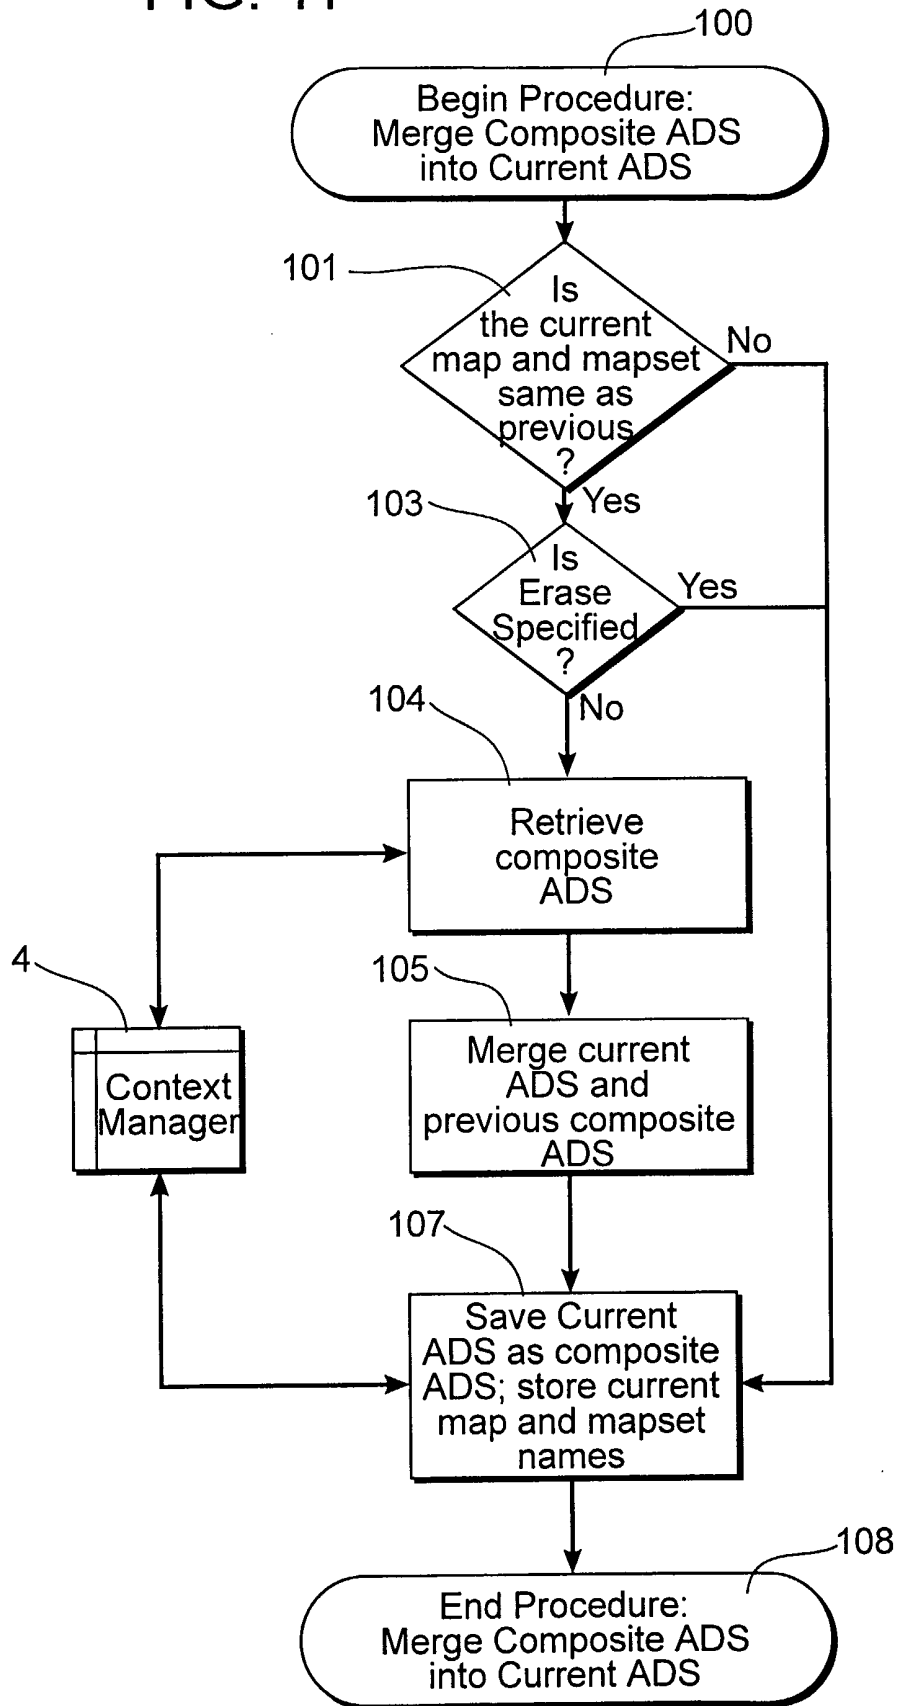 100
Begin Procedure:
Merge Composite ADS
into Current ADS
101
Is
the current
map and mapset
same as
previous
?
No
Yes
103
Is
Erase
Specified
?
Yes
No
104
Retrieve
composite
ADS
4
Context
Manager
105
Merge current
ADS and
previous composite
ADS
107
Save Current
ADS as composite
ADS; store current
map and mapset
names
108
End Procedure:
Merge Composite ADS
into Current ADS